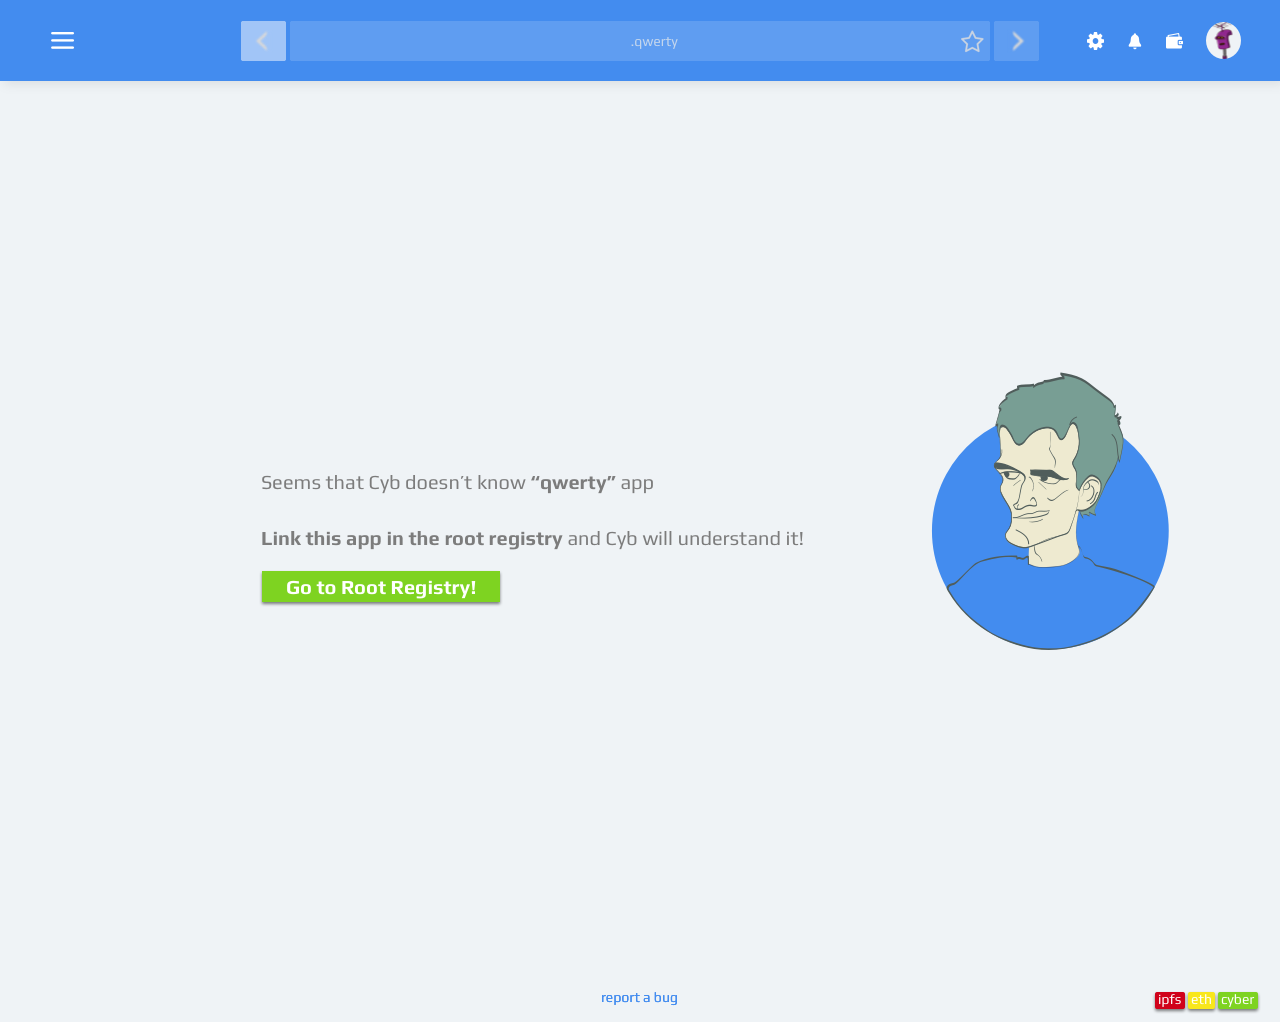 .qwerty
Seems that Cyb doesn’t know “qwerty” app
Link this app in the root registry and Cyb will understand it!
Go to Root Registry!
report a bug
ipfs eth cyber